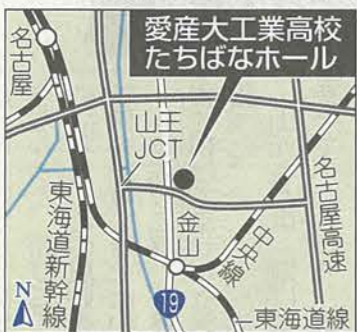 愛産大工業高校
たちばなホール
名古屋
山王
JCT
名古屋高速
東海道新幹線
金山
中央線
19
N
東海道線